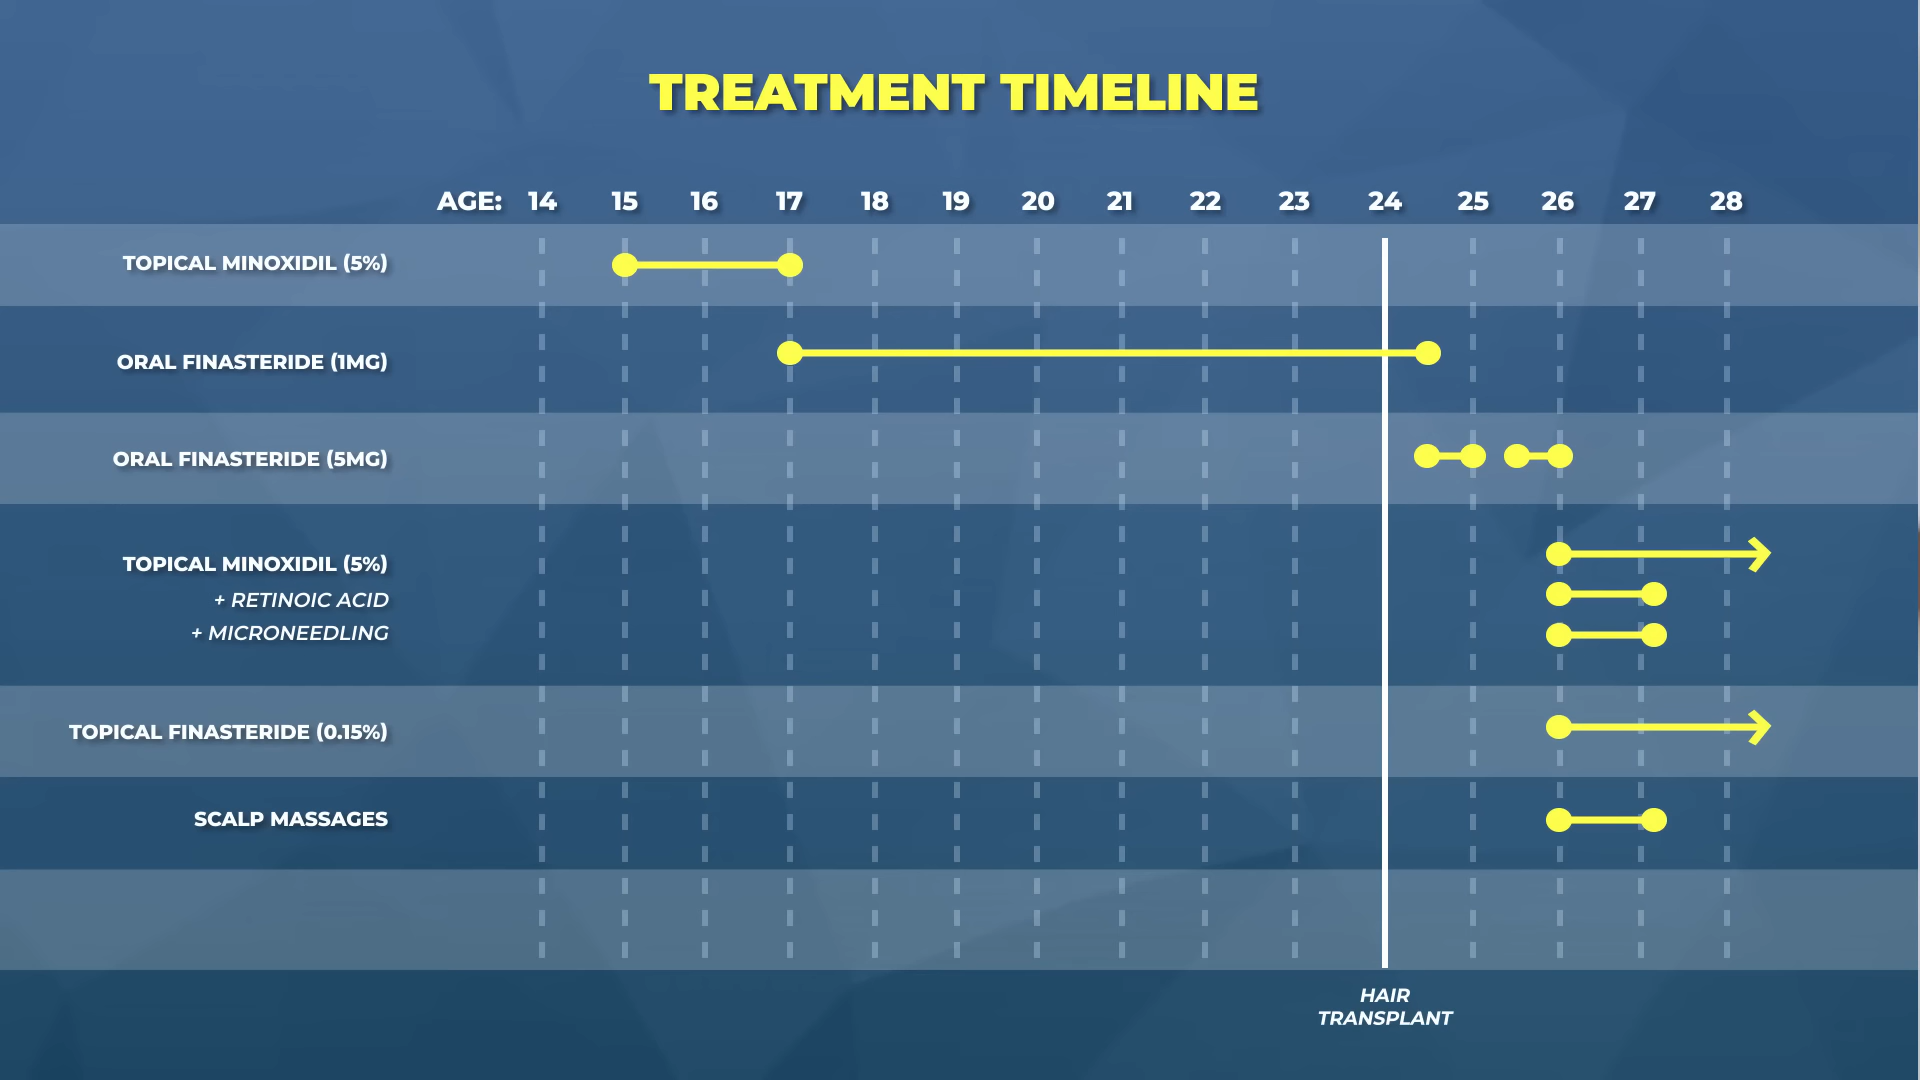 TREATMENT TIMELINE
AGE: 14 15 16 17 18 19 20 21 22 23 24 25 26 27 28
TOPICAL MINOXIDIL (5%)
ORAL FINASTERIDE (1MG)
ORAL FINASTERIDE (5MG)
TOPICAL MINOXIDIL (5%)
+ RETINOIC ACID
+ MICRONEEDLING
TOPICAL FINASTERIDE (0.15%)
SCALP MASSAGES
HAIR
TRANSPLANT